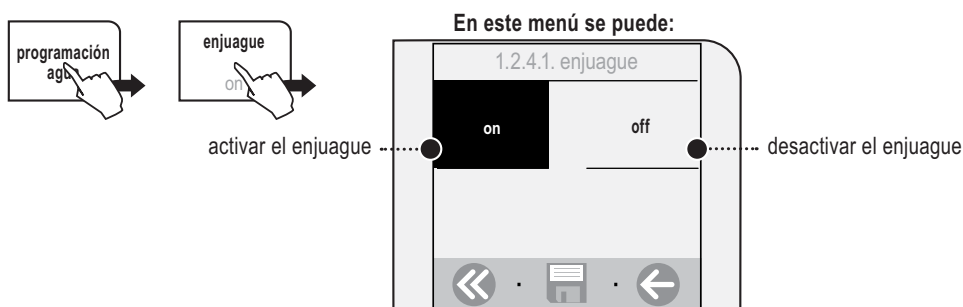 En este menú se puede:
programación
agua
enjuague
on
1.2.4.1. enjuague
on
off
activar el enjuague
desactivar el enjuague